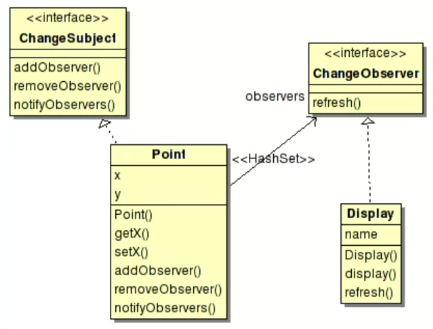 <<interface>>
ChangeSubject
addObserver()
removeObserver()
notifyObservers()
<<interface>>
ChangeObserver
refresh()
observers
<<HashSet>>
Point
x
y
Point()
getX()
setX()
addObserver()
removeObserver()
notifyObservers()
Display
name
Display()
display()
refresh()